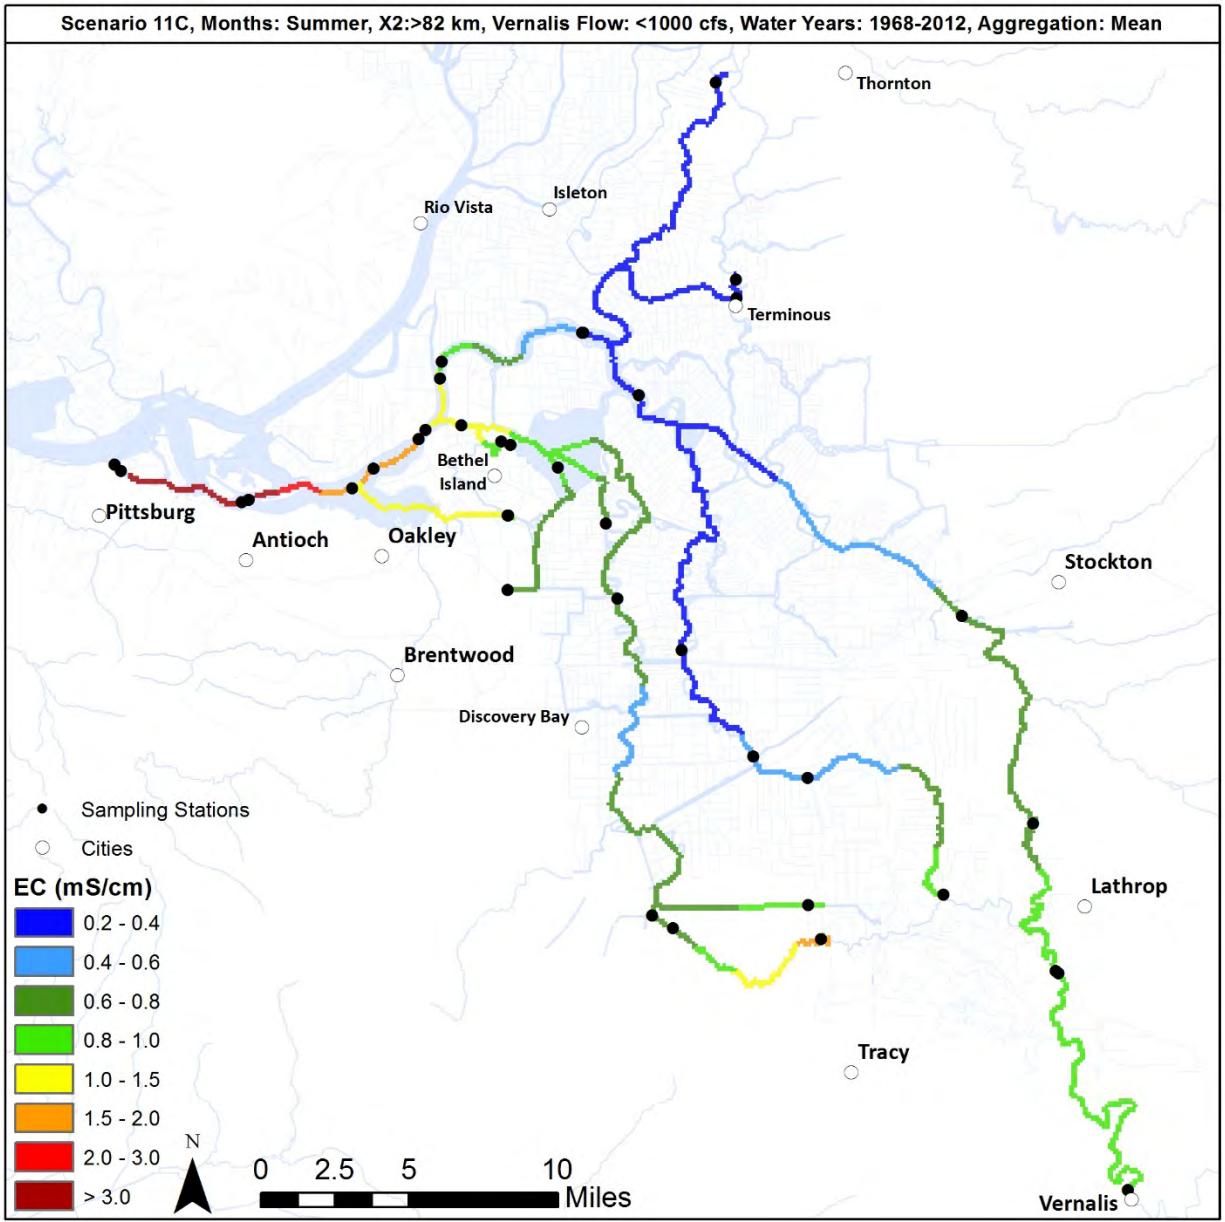 Scenario 11C, Months: Summer, X2:>82 km, Vernalis Flow: <1000 cfs, Water Years: 1968-2012, Aggregation: Mean
Thornton
Isleton
Rio Vista
Terminous
Bethel
Island
Pittsburg
Antioch
Oakley
Stockton
Brentwood
Discovery Bay
Sampling Stations
Cities
EC (mS/cm)
0.2 - 0.4
0.4 - 0.6
0.6 - 0.8
0.8 - 1.0
1.0 - 1.5
1.5 - 2.0
2.0 - 3.0
> 3.0
Lathrop
Tracy
N
0 2.5 5 10
Miles
Vernalis